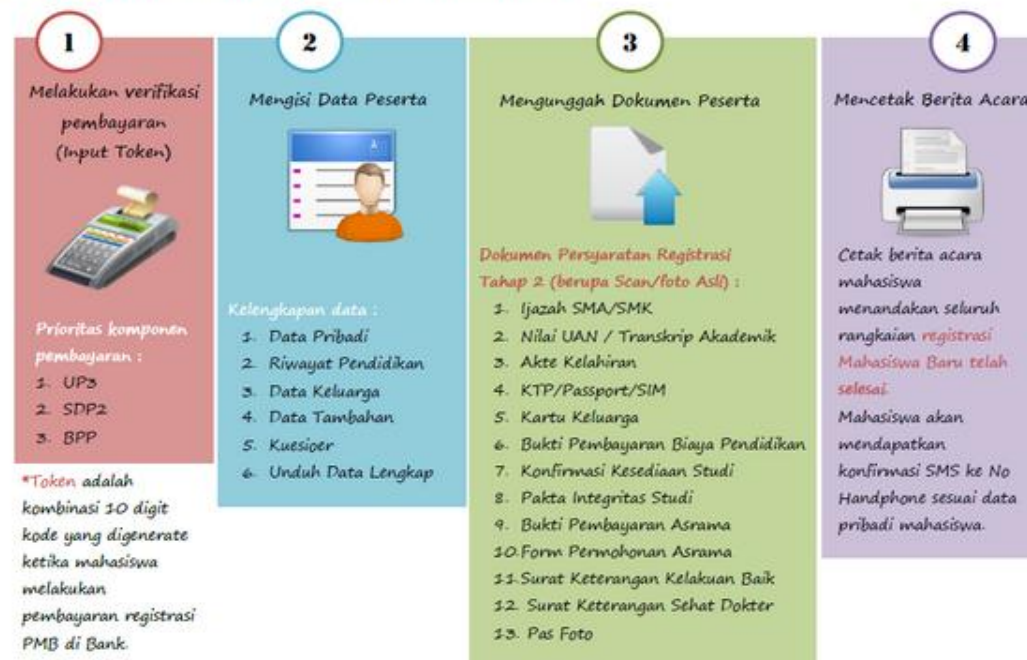 1
Melakukan verifikasi
pembayaran
(Input Token)
Prioritas komponen
pembayaran :
1. UP3
2. SDP2
3. BPP
*Token adalah
kombinasi 10 digit
kode yang digenerate
ketika mahasiswa
melakukan
pembayaran registrasi
PMB di Bank.
2
Mengisi Data Peserta
A
Kelengkapan data :
1. Data Pribadi
2. Riwayat Pendidikan
3. Data Keluarga
4. Data Tambahan
5. Kuesioer
6. Unduh Data Lengkap
3
Mengunggah Dokumen Peserta
Dokumen Persyaratan Registrasi
Tahap 2 (berupa Scan/foto Asli) :
1. Ijazah SMA/SMK
2. Nilai UAN / Transkrip Akademik
3. Akte Kelahiran
4. KTP/Passport/SIM
5. Kartu Keluarga
6. Bukti Pembayaran Biaya Pendidikan
7. Konfirmasi Kesediaan Studi
8. Pakta Integritas Studi
9. Bukti Pembayaran Asrama
10. Form Permohonan Asrama
11. Surat Keterangan Kelakuan Baik
12. Surat Keterangan Sehat Dokter
13. Pas Foto
4
Mencetak Berita Acara
Cetak berita acara
mahasiswa
menandakan seluruh
rangkaian registrasi
Mahasiswa Baru telah
selesai.
Mahasiswa akan
mendapatkan
konfirmasi SMS ke No
Handphone sesuai data
pribadi mahasiswa.